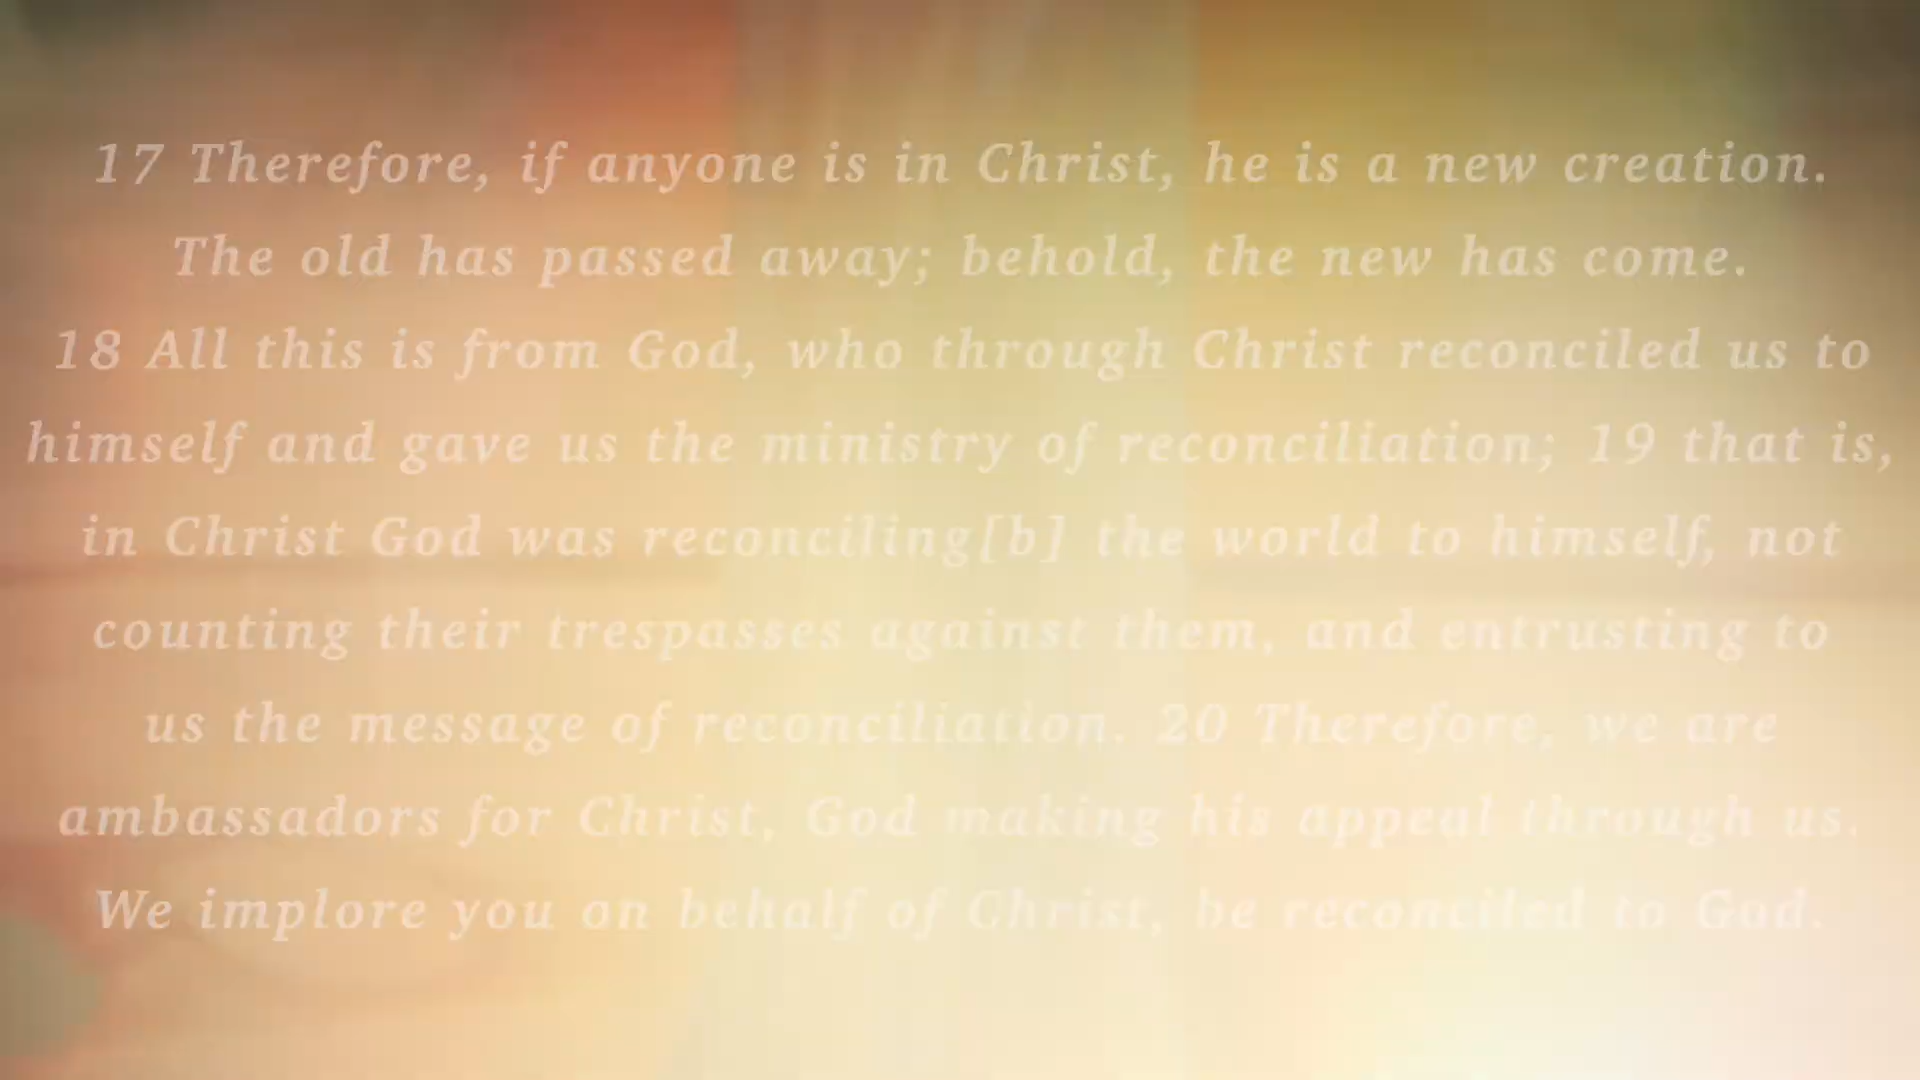 17 Therefore, if anyone is in Christ, he is a new creation.
The old has passed away; behold, the new has come.
18 All this is from God, who through Christ reconciled us to
himself and gave us the ministry of reconciliation; 19 that is,
in Christ God was reconciling[b] the world to himself, not
counting their trespasses against them, and entrusting to
us the message of reconciliation. 20 Therefore, we are
ambassadors for Christ, God making his appeal through us.
We implore you on behalf of Christ, be reconciled to God.